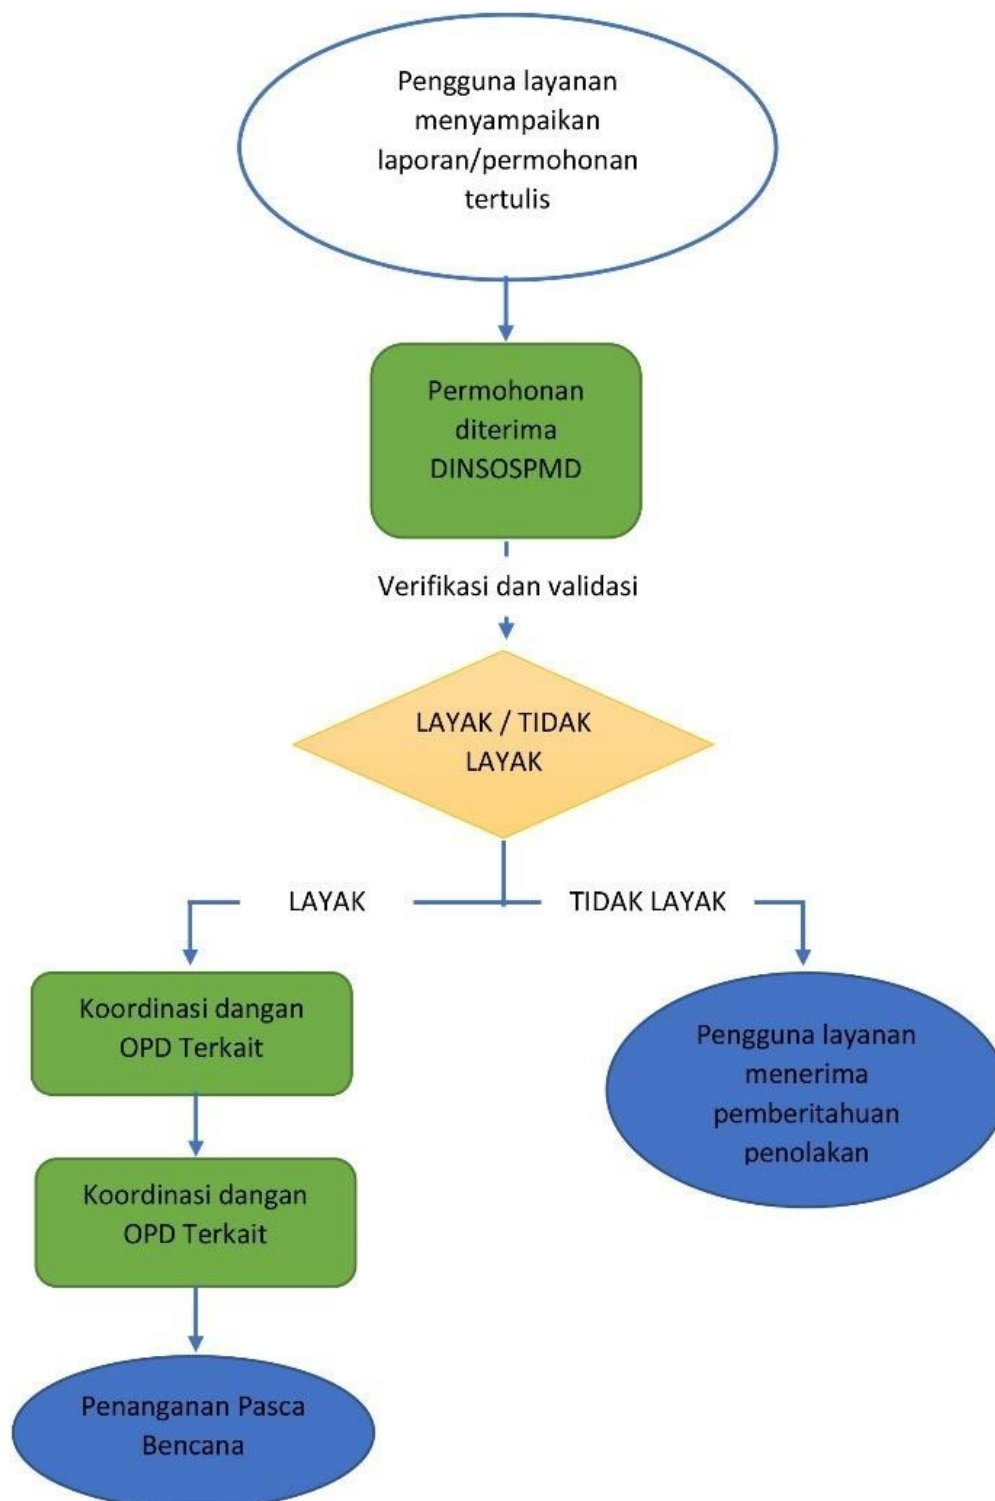 Pengguna layanan
menyampaikan
laporan/permohonan
tertulis
Permohonan
diterima
DINSOSPMD
Verifikasi dan validasi
LAYAK / TIDAK
LAYAK
LAYAK
TIDAK LAYAK
Koordinasi dangan
OPD Terkait
Pengguna layanan
menerima
pemberitahuan
penolakan
Koordinasi dangan
OPD Terkait
Penanganan Pasca
Bencana